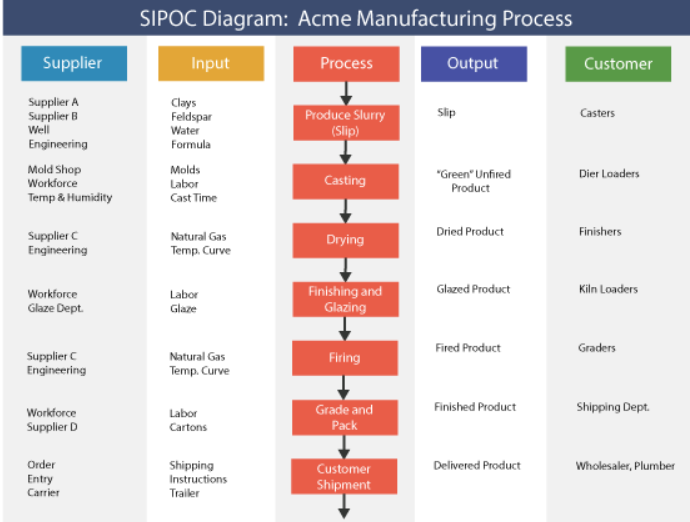 SIPOC Diagram: Acme Manufacturing Process
Supplier
Input
Process
Output
Customer
Supplier A
Supplier B
Well
Engineering
Clays
Feldspar
Water
Formula
Produce Slurry
(Slip)
Slip
Casters
Mold Shop
Workforce
Temp & Humidity
Molds
Labor
Cast Time
Casting
"Green" Unfired
Product
Dier Loaders
Supplier C
Engineering
Natural Gas
Temp. Curve
Drying
Dried Product
Finishers
Workforce
Glaze Dept.
Labor
Glaze
Finishing and
Glazing
Glazed Product
Kiln Loaders
Supplier C
Engineering
Natural Gas
Temp. Curve
Firing
Fired Product
Graders
Workforce
Supplier D
Labor
Cartons
Grade and
Pack
Finished Product
Shipping Dept.
Order
Entry
Carrier
Shipping
Instructions
Trailer
Customer
Shipment
Delivered Product
Wholesaler, Plumber